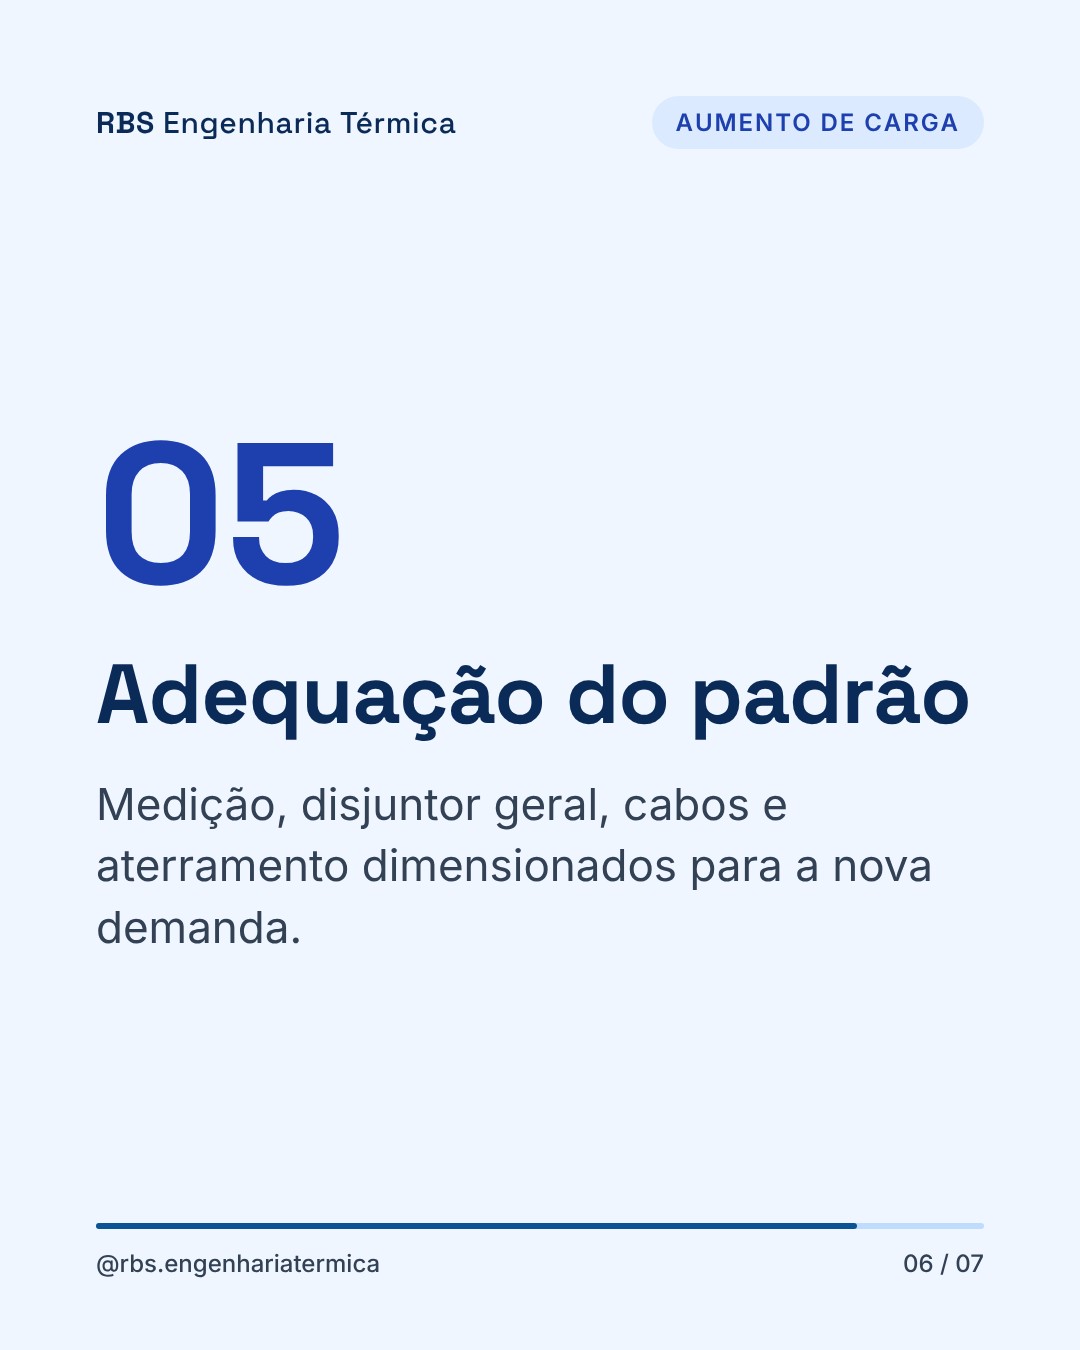 RBS Engenharia Térmica
AUMENTO DE CARGA
05
Adequação do padrão
Medição, disjuntor geral, cabos e
aterramento dimensionados para a nova
demanda.
@rbs.engenhariatermica
06 / 07